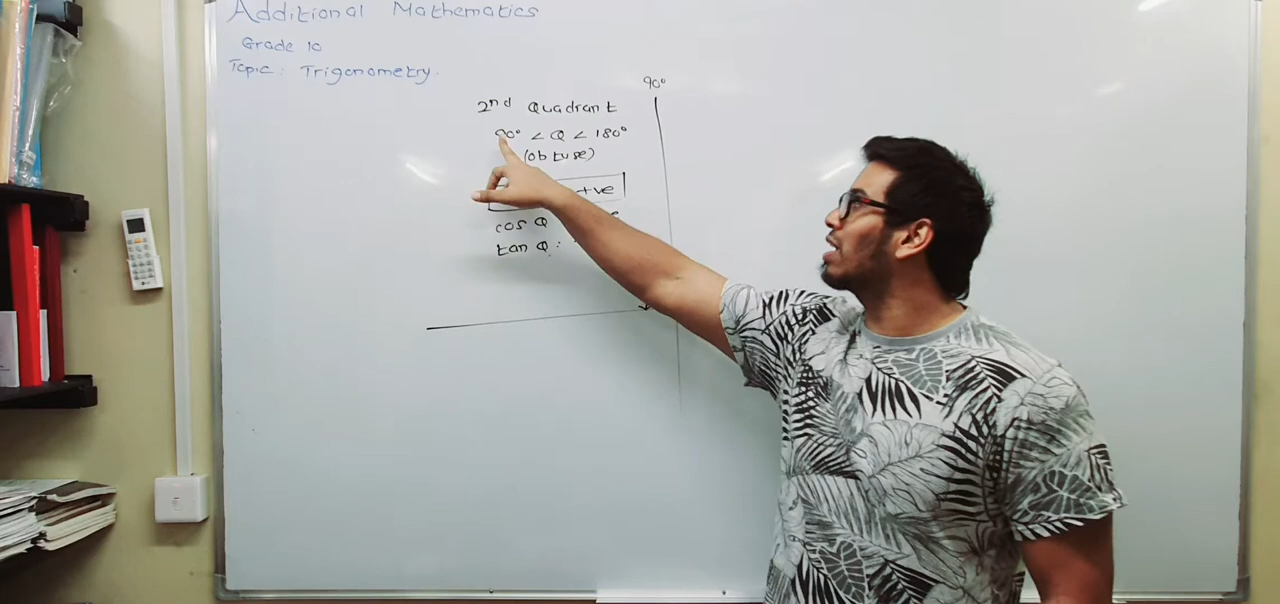 Additional Mathematics
Grade 10
Topic: Trigonometry.
90°
2nd Quadrant
90° < Q < 180°
(obtuse)
+ve
cos Q
tan Q: